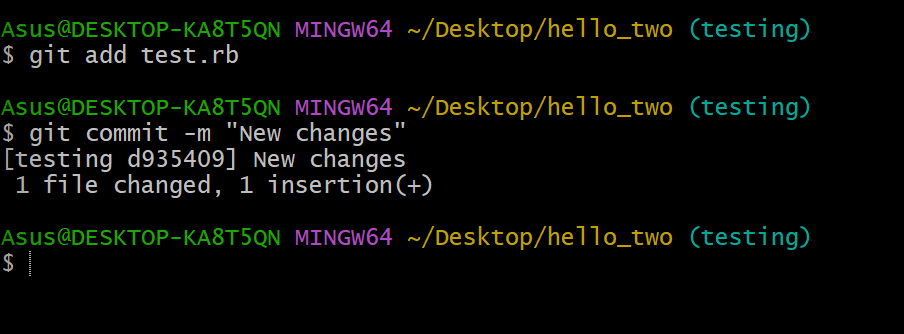 Asus@DESKTOP-KA8T5QN MINGW64 ~/Desktop/hello_two (testing)
$ git add test.rb
Asus@DESKTOP-KA8T5QN MINGW64 ~/Desktop/hello_two (testing)
$ git commit -m "New changes"
[testing d935409] New changes
1 file changed, 1 insertion(+)
Asus@DESKTOP-KA8T5QN MINGW64 ~/Desktop/hello_two (testing)
$